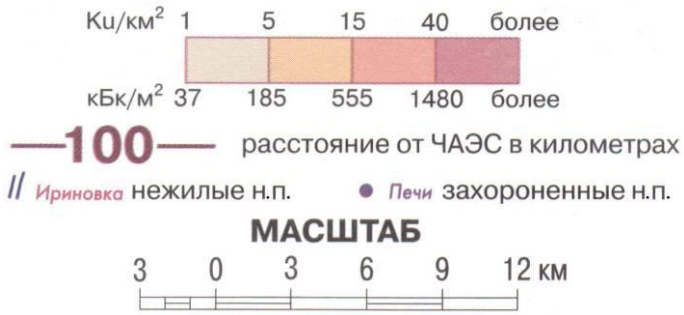 Ku/км² 1 5 15 40 более
кБк/м² 37 185 555 1480 более
100 расстояние от ЧАЭС в километрах
Ириновка нежилые н.п. Печи захороненные н.п.
МАСШТАБ
3 0 3 6 9 12 км